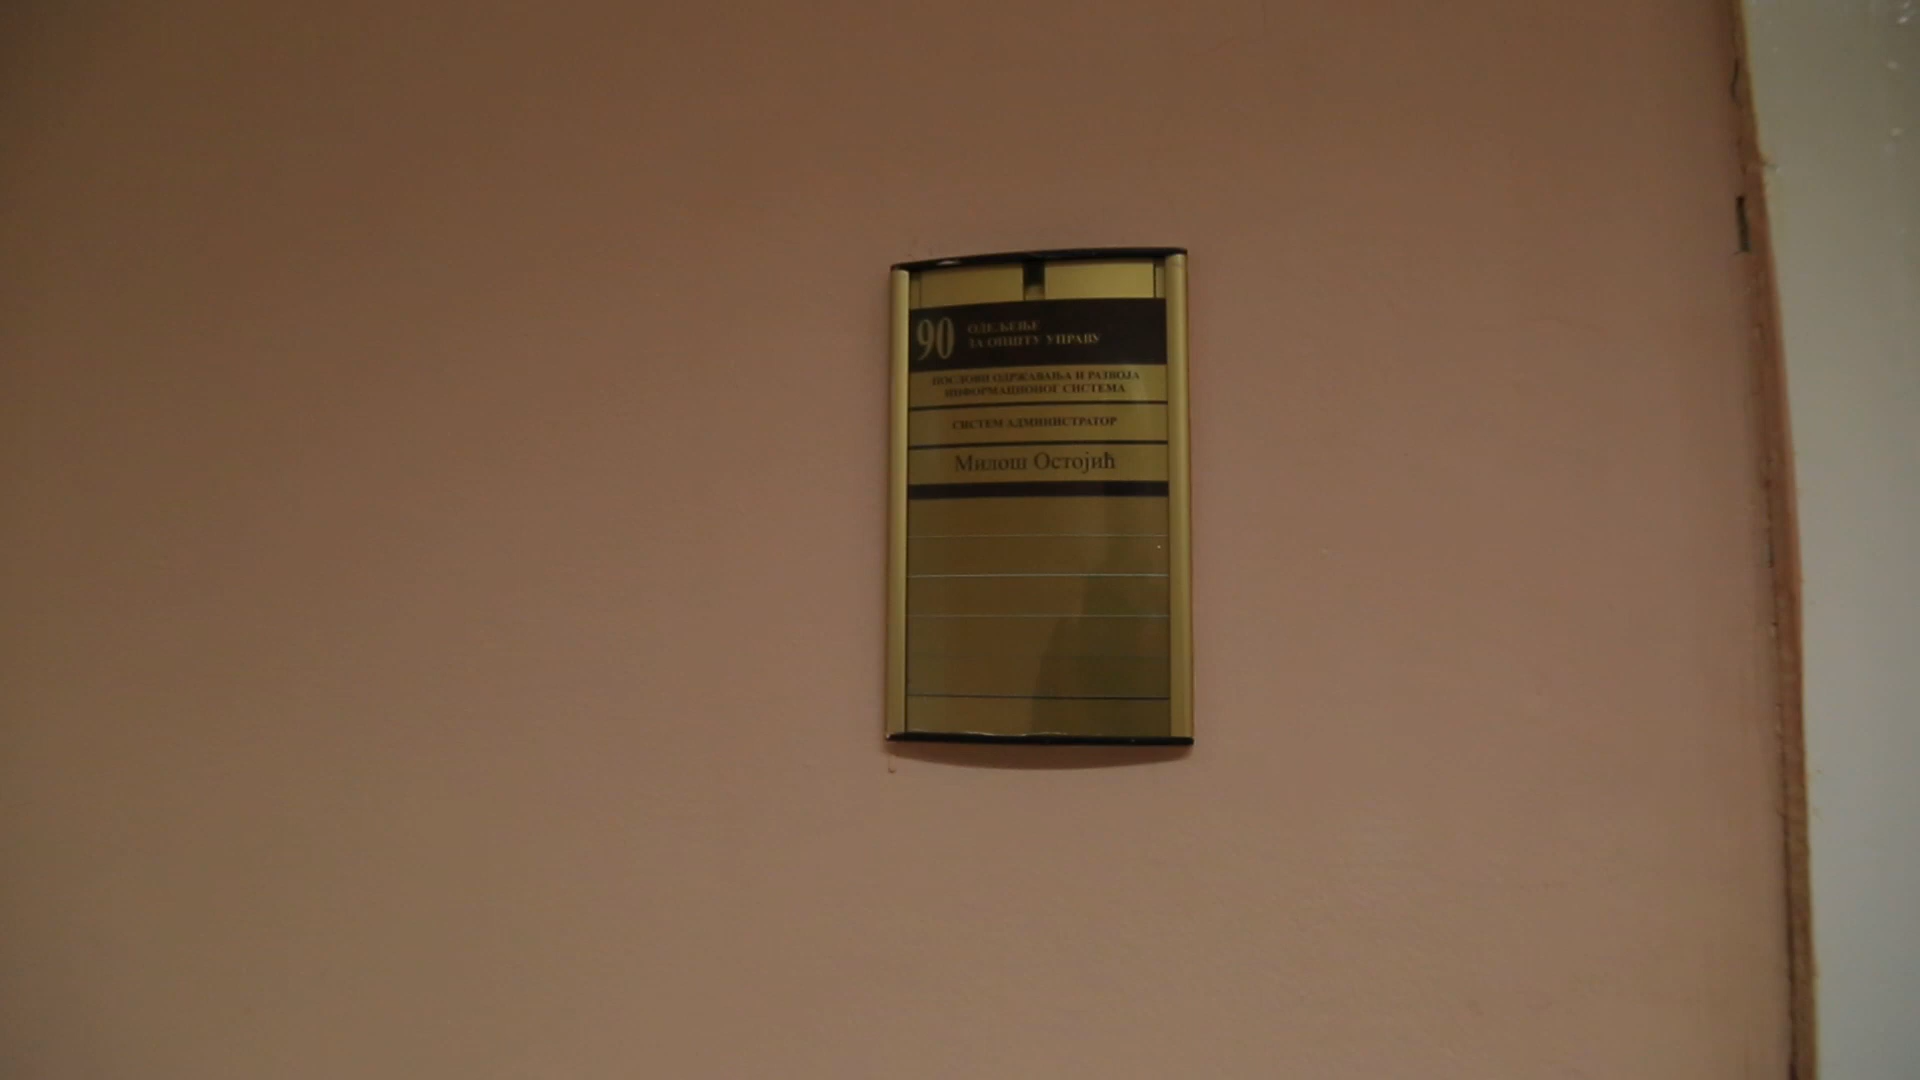 90
ОДЕЉЕЊЕ
ЗА ОПШТУ УПРАВУ
ПОСЛОВИ ОДРЖАВАЊА И РАЗВОЈА
ИНФОРМАЦИОНОГ СИСТЕМА
СИСТЕМ АДМИНИСТРАТОР
Милош Остојић